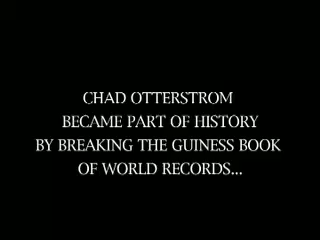 CHAD OTTERSTROM
BECAME PART OF HISTORY
BY BREAKING THE GUINESS BOOK
OF WORLD RECORDS...